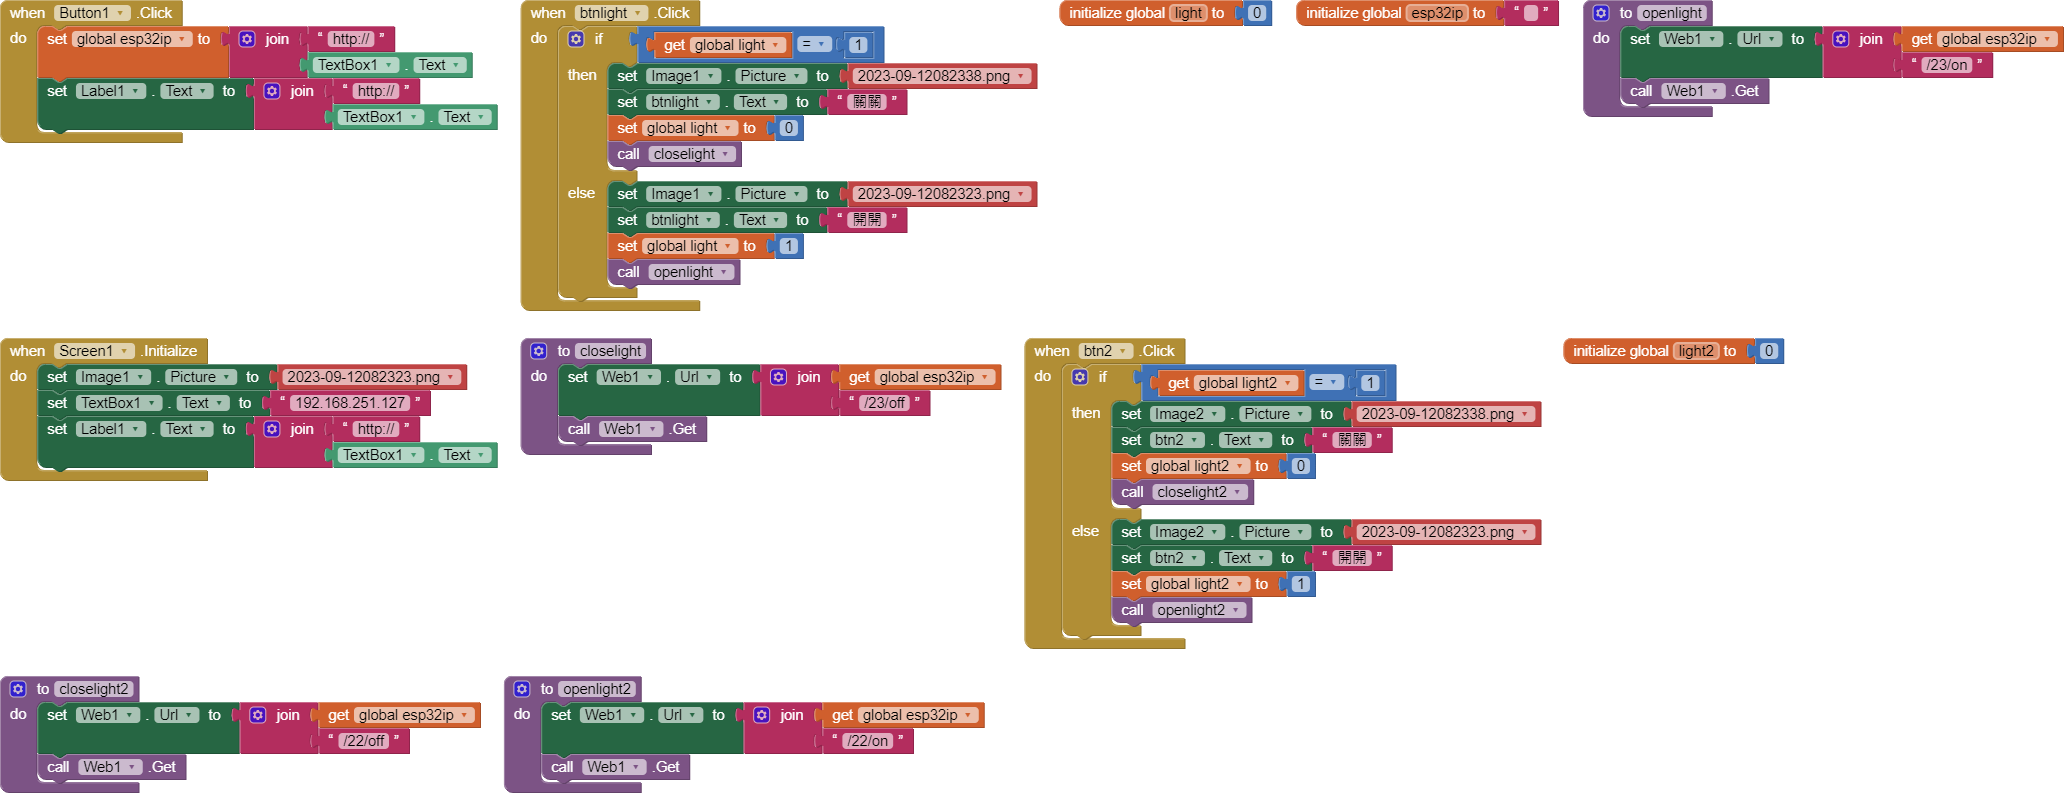 when Button1 .Click
do set global esp32ip to join " http:// "
TextBox1 . Text
set Label1 . Text to join " http:// "
TextBox1 . Text
when btnlight .Click
do if get global light = 1
then set Image1 . Picture to 2023-09-12082338.png
set btnlight . Text to " 關關 "
set global light to 0
call closelight
else set Image1 . Picture to 2023-09-12082323.png
set btnlight . Text to " 開開 "
set global light to 1
call openlight
initialize global light to 0
initialize global esp32ip to " "
to openlight
do set Web1 . Url to join get global esp32ip
" /23/on "
call Web1 .Get
when Screen1 .Initialize
do set Image1 . Picture to 2023-09-12082323.png
set TextBox1 . Text to " 192.168.251.127 "
set Label1 . Text to join " http:// "
TextBox1 . Text
to closelight
do set Web1 . Url to join get global esp32ip
" /23/off "
call Web1 .Get
when btn2 .Click
do if get global light2 = 1
then set Image2 . Picture to 2023-09-12082338.png
set btn2 . Text to " 關關 "
set global light2 to 0
call closelight2
else set Image2 . Picture to 2023-09-12082323.png
set btn2 . Text to " 開開 "
set global light2 to 1
call openlight2
initialize global light2 to 0
to closelight2
do set Web1 . Url to join get global esp32ip
" /22/off "
call Web1 .Get
to openlight2
do set Web1 . Url to join get global esp32ip
" /22/on "
call Web1 .Get